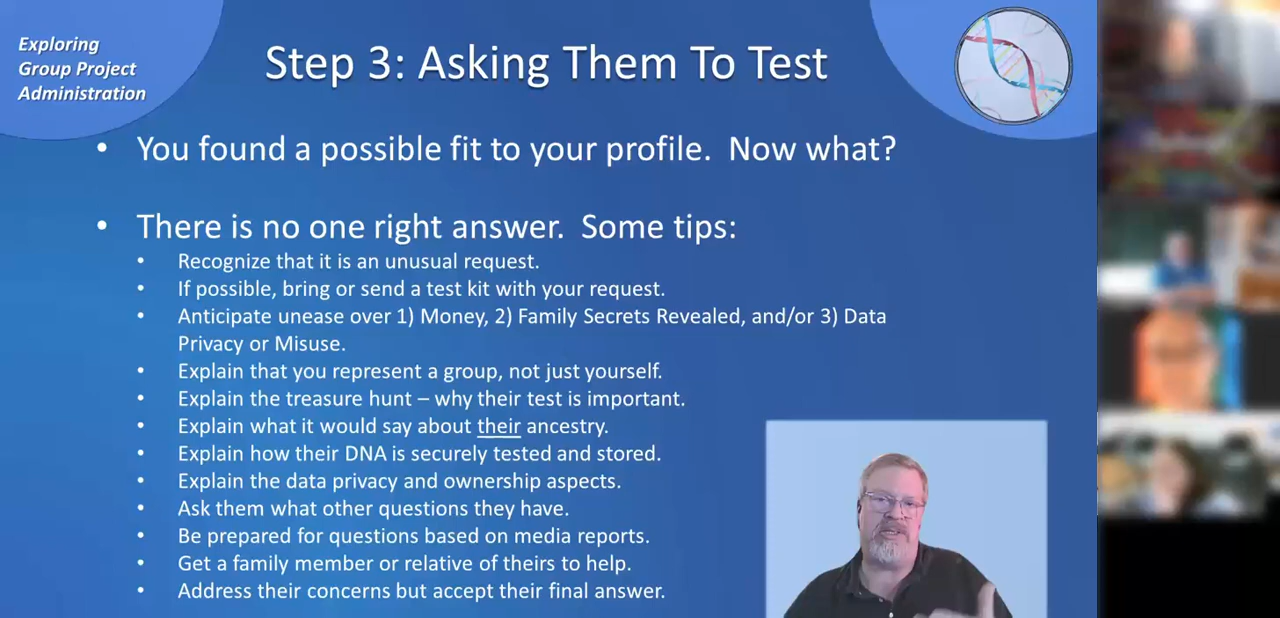 Exploring
Group Project
Administration
Step 3: Asking Them To Test
• You found a possible fit to your profile.  Now what?
• There is no one right answer.  Some tips:
• Recognize that it is an unusual request.
• If possible, bring or send a test kit with your request.
• Anticipate unease over 1) Money, 2) Family Secrets Revealed, and/or 3) Data
Privacy or Misuse.
• Explain that you represent a group, not just yourself.
• Explain the treasure hunt – why their test is important.
• Explain what it would say about their ancestry.
• Explain how their DNA is securely tested and stored.
• Explain the data privacy and ownership aspects.
• Ask them what other questions they have.
• Be prepared for questions based on media reports.
• Get a family member or relative of theirs to help.
• Address their concerns but accept their final answer.